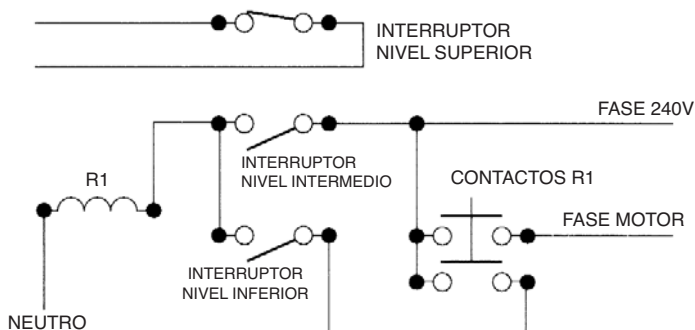 INTERRUPTOR
NIVEL SUPERIOR
FASE 240V
INTERRUPTOR
NIVEL INTERMEDIO
R1
CONTACTOS R1
FASE MOTOR
INTERRUPTOR
NIVEL INFERIOR
NEUTRO